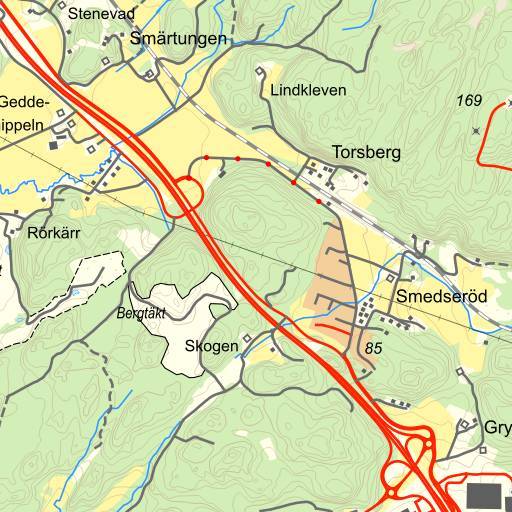 Stenevad
Smärtungen
Lindkleven
Gedde-
ippeln
169
Torsberg
Rörkärr
Smedseröd
Bergtäkt
Skogen
85
Gry